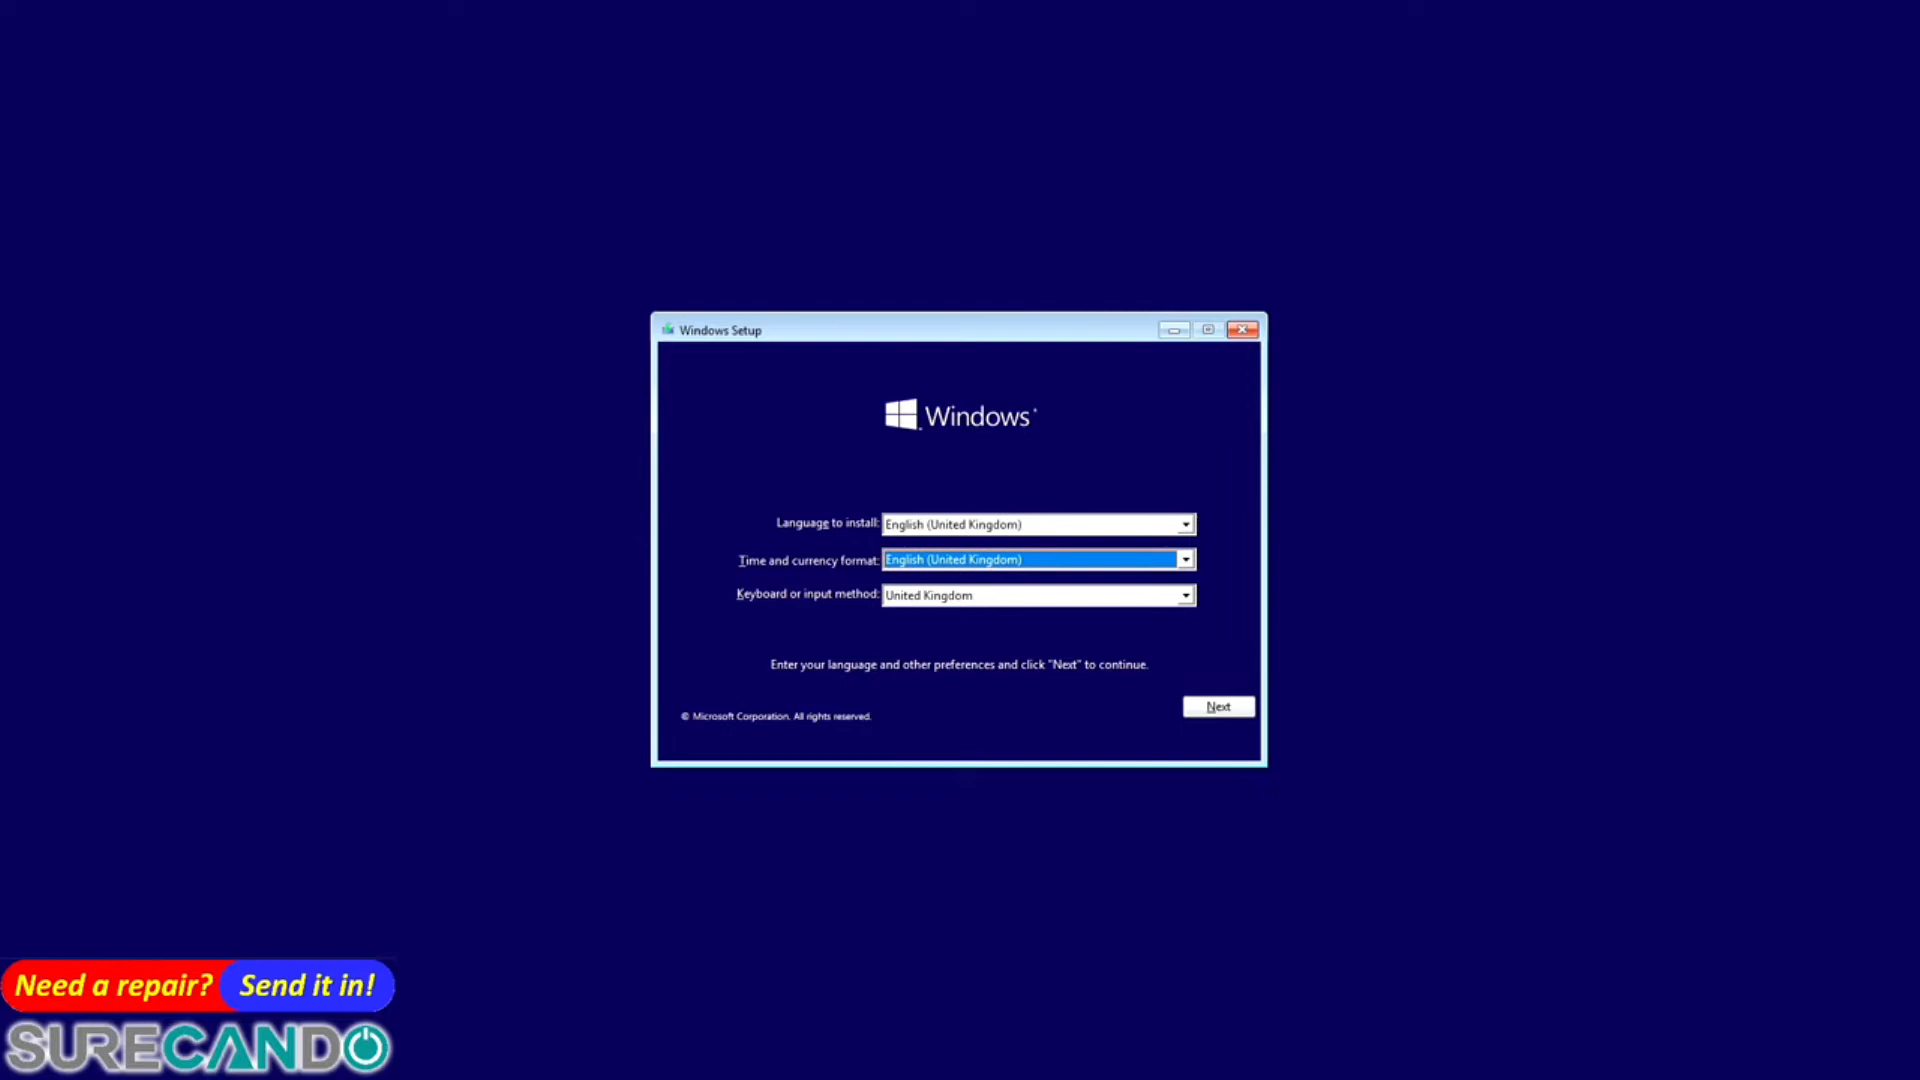 Windows Setup
Windows
Language to install: English (United Kingdom)
Time and currency format: English (United Kingdom)
Keyboard or input method: United Kingdom
Enter your language and other preferences and click "Next" to continue.
Next
© Microsoft Corporation. All rights reserved.
Need a repair? Send it in!
SURECANDO